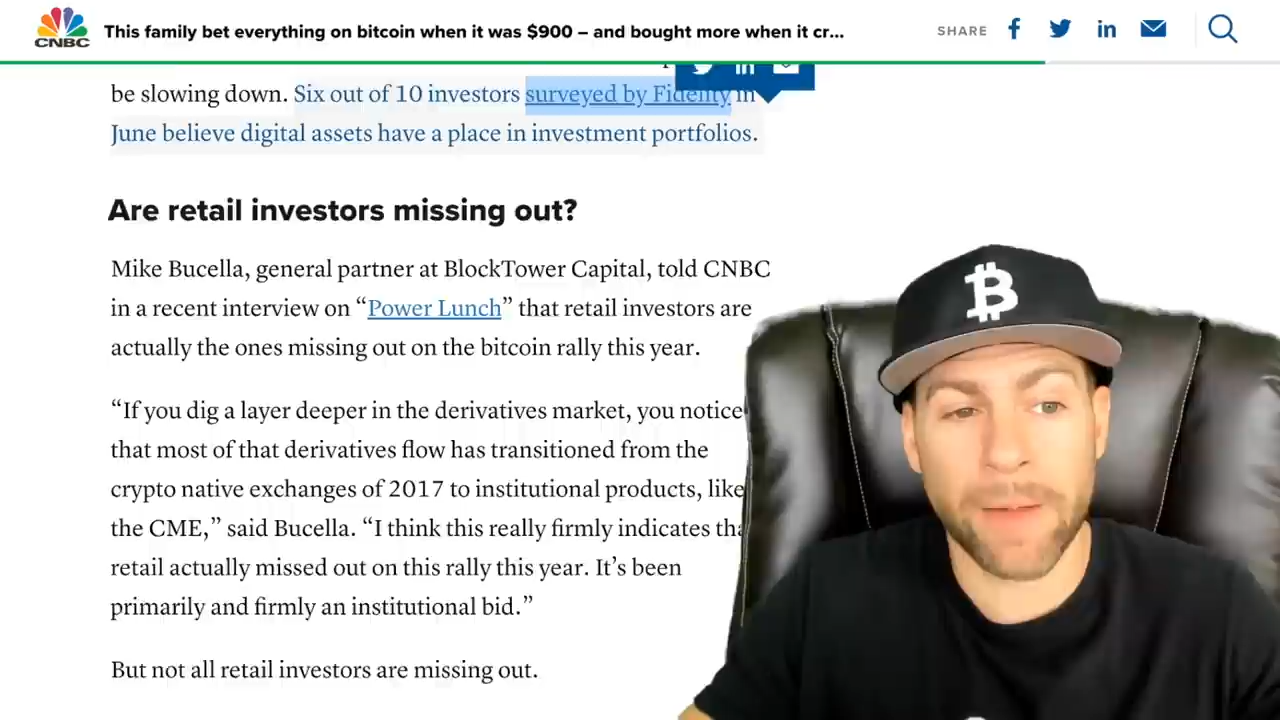 CNBC
This family bet everything on bitcoin when it was $900 – and bought more when it cr...
SHARE
be slowing down. Six out of 10 investors surveyed by Fidelity in
June believe digital assets have a place in investment portfolios.
Are retail investors missing out?
Mike Bucella, general partner at BlockTower Capital, told CNBC
in a recent interview on “Power Lunch” that retail investors are
actually the ones missing out on the bitcoin rally this year.
“If you dig a layer deeper in the derivatives market, you notice
that most of that derivatives flow has transitioned from the
crypto native exchanges of 2017 to institutional products, like
the CME,” said Bucella. “I think this really firmly indicates tha
retail actually missed out on this rally this year. It’s been
primarily and firmly an institutional bid.”
But not all retail investors are missing out.